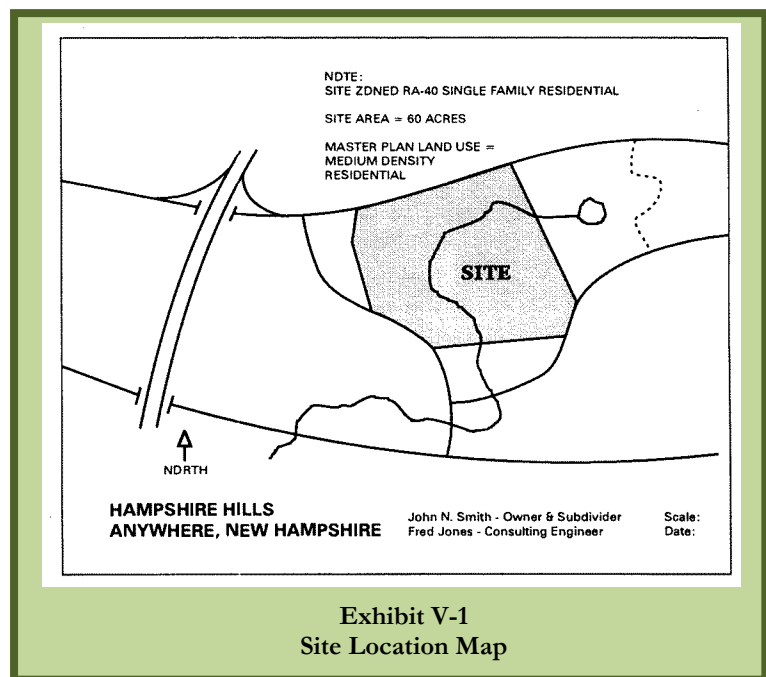 NDTE:
SITE ZDNED RA-40 SINGLE FAMILY RESIDENTIAL
SITE AREA = 60 ACRES
MASTER PLAN LAND USE =
MEDIUM DENSITY
RESIDENTIAL
SITE
NDRTH
HAMPSHIRE HILLS
ANYWHERE, NEW HAMPSHIRE
John N. Smith - Owner & Subdivider
Fred Jones - Consulting Engineer
Scale:
Date:
Exhibit V-1
Site Location Map